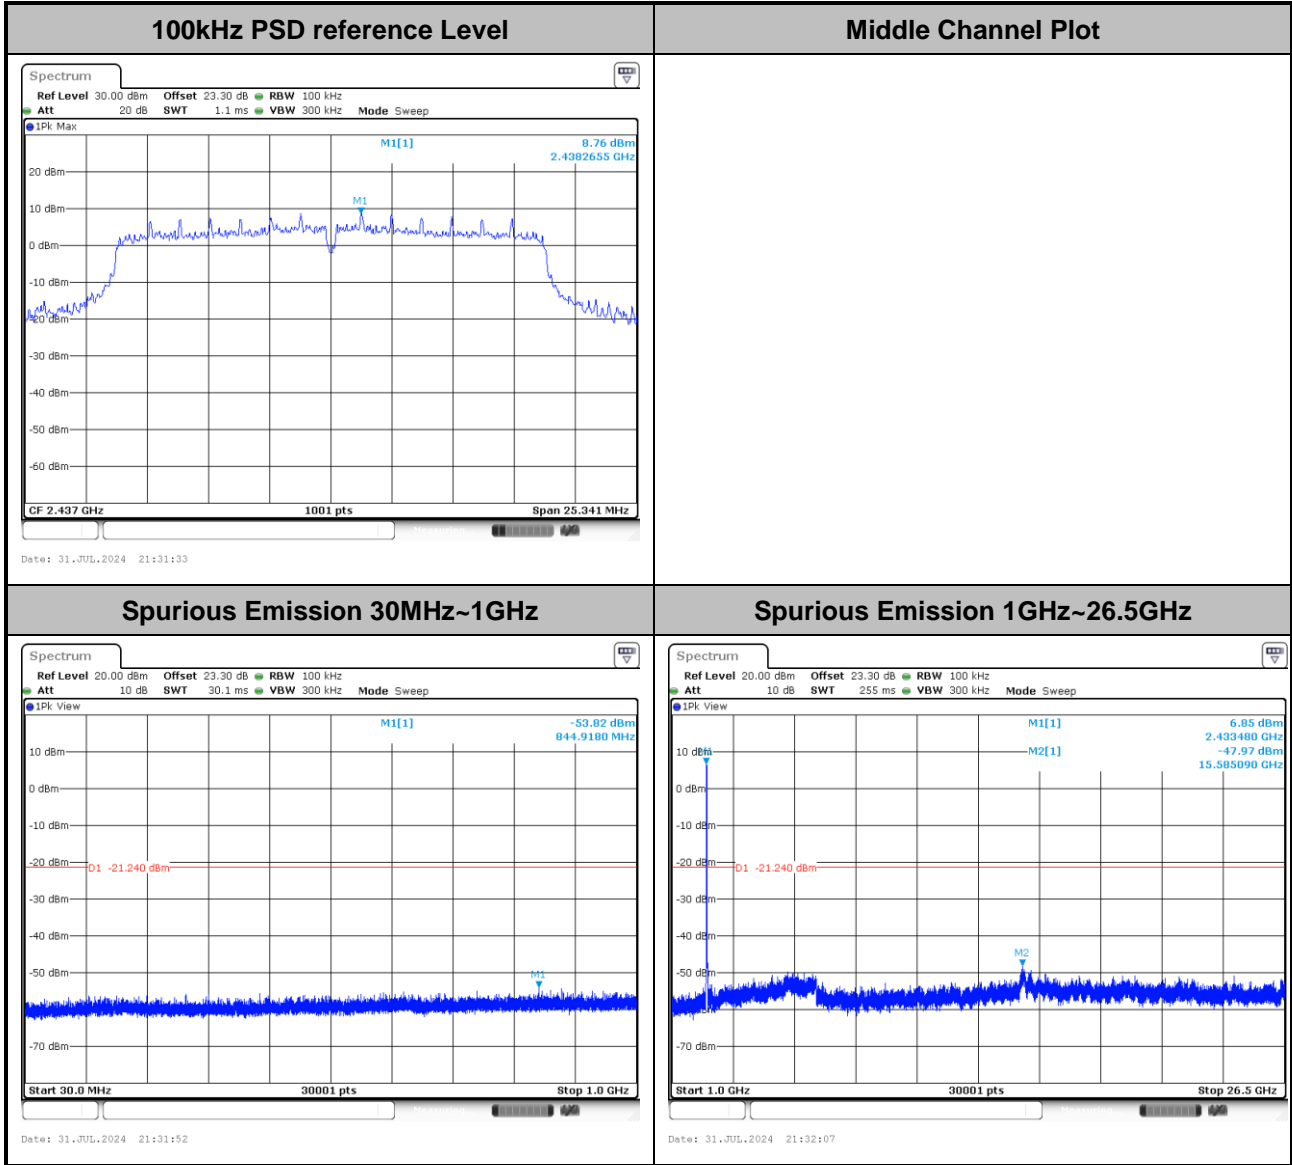 100kHz PSD reference Level
Middle Channel Plot
Spectrum
Ref Level 30.00 dBm Offset 23.30 dB RBW 100 kHz
Att 20 dB SWT 1.1 ms VBW 300 kHz Mode Sweep
1Pk Max
M1[1] 8.76 dBm
2.4382655 GHz
20 dBm
M1
10 dBm
0 dBm
-10 dBm
-20 dBm
-30 dBm
-40 dBm
-50 dBm
-60 dBm
CF 2.437 GHz 1001 pts Span 25.341 MHz
Date: 31.JUL.2024 21:31:33
Spurious Emission 30MHz~1GHz
Spurious Emission 1GHz~26.5GHz
Spectrum
Ref Level 20.00 dBm Offset 23.30 dB RBW 100 kHz
Att 10 dB SWT 30.1 ms VBW 300 kHz Mode Sweep
1Pk View
M1[1] -53.82 dBm
844.9180 MHz
10 dBm
0 dBm
-10 dBm
-20 dBm
D1 -21.240 dBm
-30 dBm
-40 dBm
-50 dBm
M1
-70 dBm
Start 30.0 MHz 30001 pts Stop 1.0 GHz
Date: 31.JUL.2024 21:31:52
Spectrum
Ref Level 20.00 dBm Offset 23.30 dB RBW 100 kHz
Att 10 dB SWT 255 ms VBW 300 kHz Mode Sweep
1Pk View
M1[1] 6.85 dBm
2.433480 GHz
10 dBm
M2[1] -47.97 dBm
15.585090 GHz
0 dBm
-10 dBm
-20 dBm
D1 -21.240 dBm
-30 dBm
-40 dBm
M2
-50 dBm
-70 dBm
Start 1.0 GHz 30001 pts Stop 26.5 GHz
Date: 31.JUL.2024 21:32:07